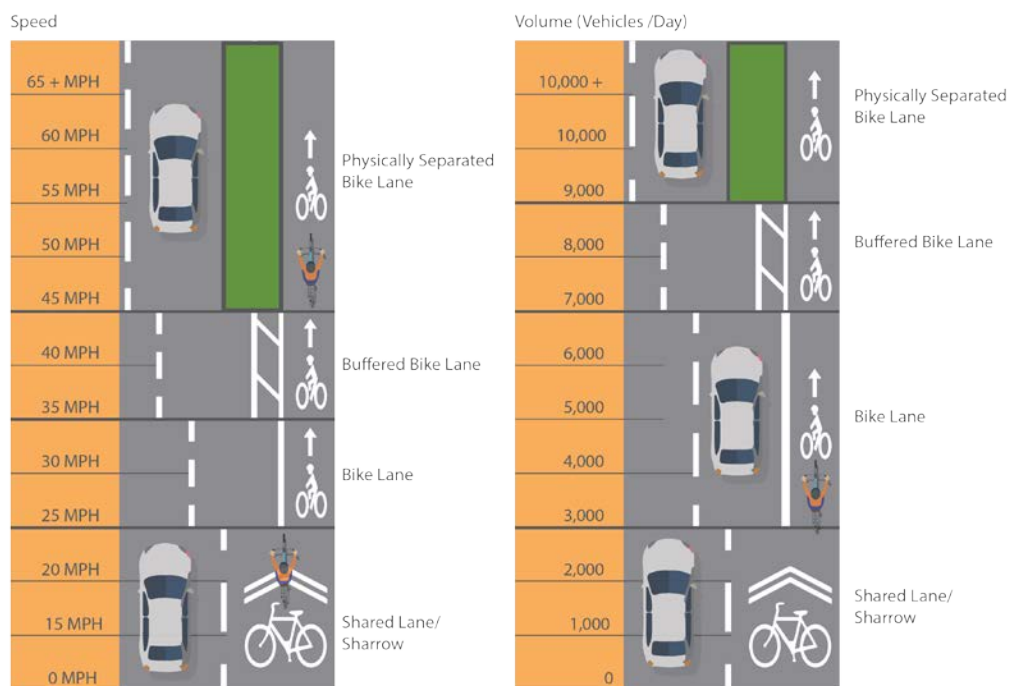 Speed
65 + MPH
60 MPH
55 MPH
50 MPH
45 MPH
40 MPH
35 MPH
30 MPH
25 MPH
20 MPH
15 MPH
0 MPH
Physically Separated
Bike Lane
Buffered Bike Lane
Bike Lane
Shared Lane/
Sharrow
Volume (Vehicles /Day)
10,000 +
10,000
9,000
8,000
7,000
6,000
5,000
4,000
3,000
2,000
1,000
0
Physically Separated
Bike Lane
Buffered Bike Lane
Bike Lane
Shared Lane/
Sharrow